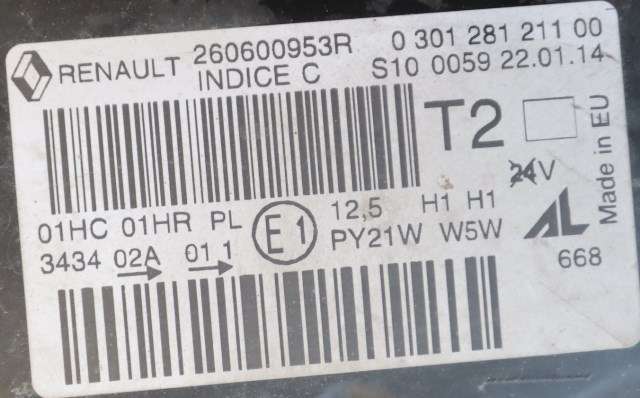 RENAULT 260600953R 0 301 281 211 00
INDICE C S10 0059 22.01.14
T2
24V
01HC 01HR PL E1 12,5 H1 H1 AL
3434 02A 01 1 PY21W W5W
668
Made in EU